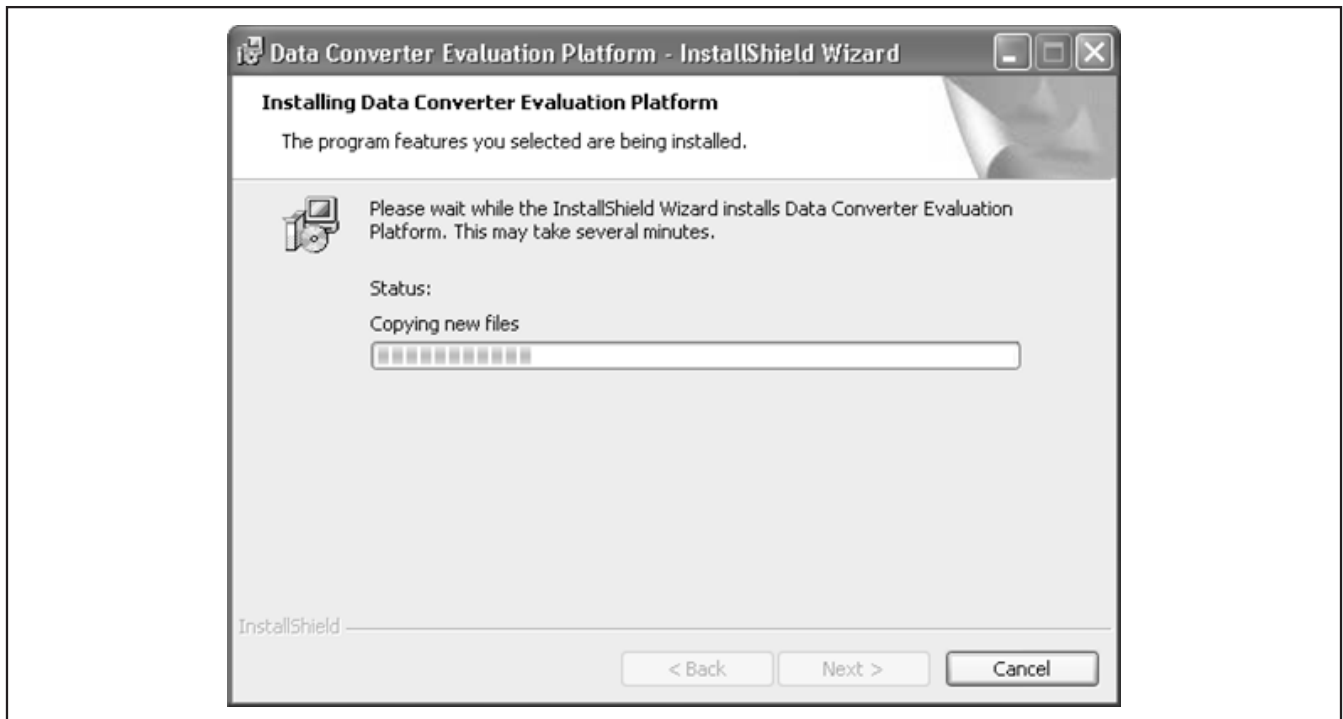 Data Converter Evaluation Platform - InstallShield Wizard
Installing Data Converter Evaluation Platform
The program features you selected are being installed.
Please wait while the InstallShield Wizard installs Data Converter Evaluation
Platform. This may take several minutes.
Status:
Copying new files
InstallShield
< Back Next > Cancel